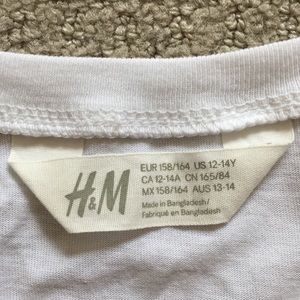 H&M
EUR 158/164 US 12-14Y
CA 12-14A CN 165/84
MX 158/164 AUS 13-14
Made in Bangladesh/
Fabriqué en Bangladesh